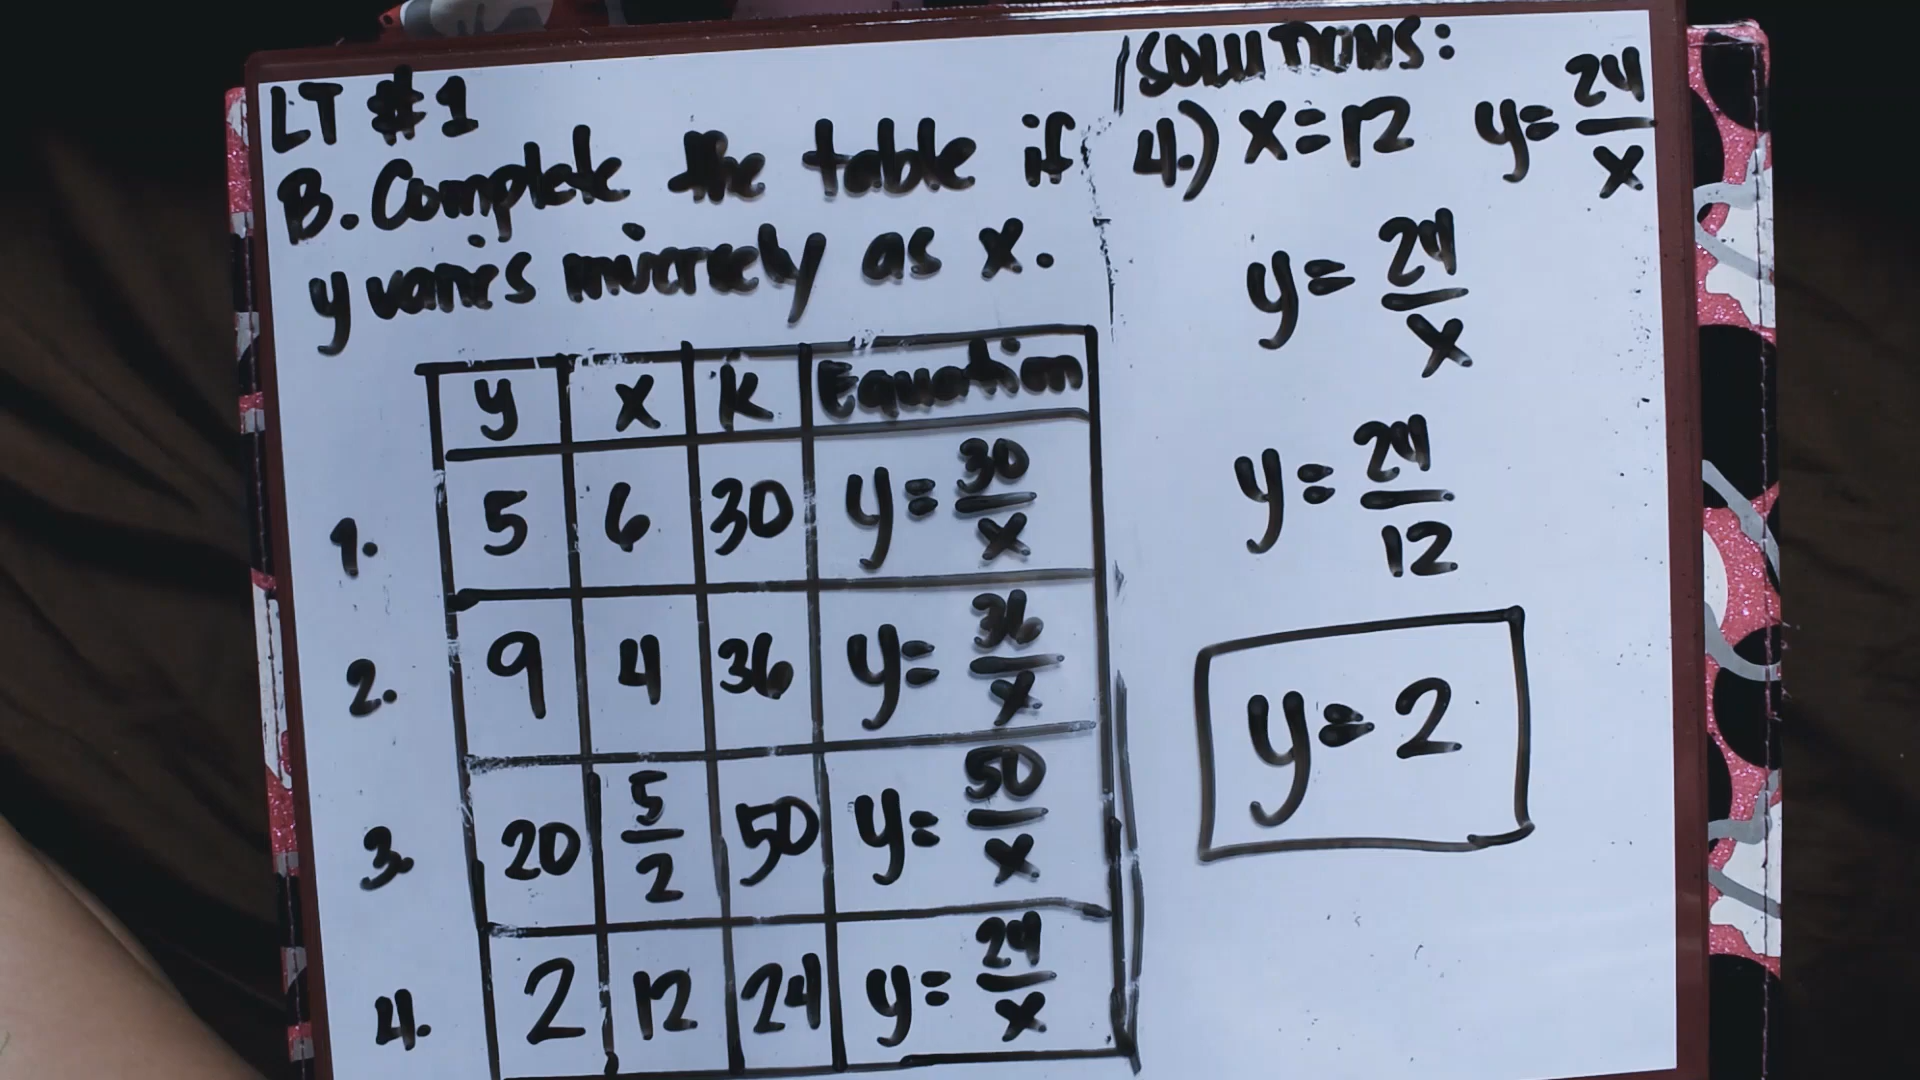 LT #1
B. Complete the table if
y varies inversely as x.
y x k Equation
1. 5 6 30 y = 30/x
2. 9 4 36 y = 36/x
3. 20 5/2 50 y = 50/x
4. 2 12 24 y = 24/x
SOLUTIONS:
4.) x = 12 y = 24/x
y = 24/x
y = 24/12
y = 2